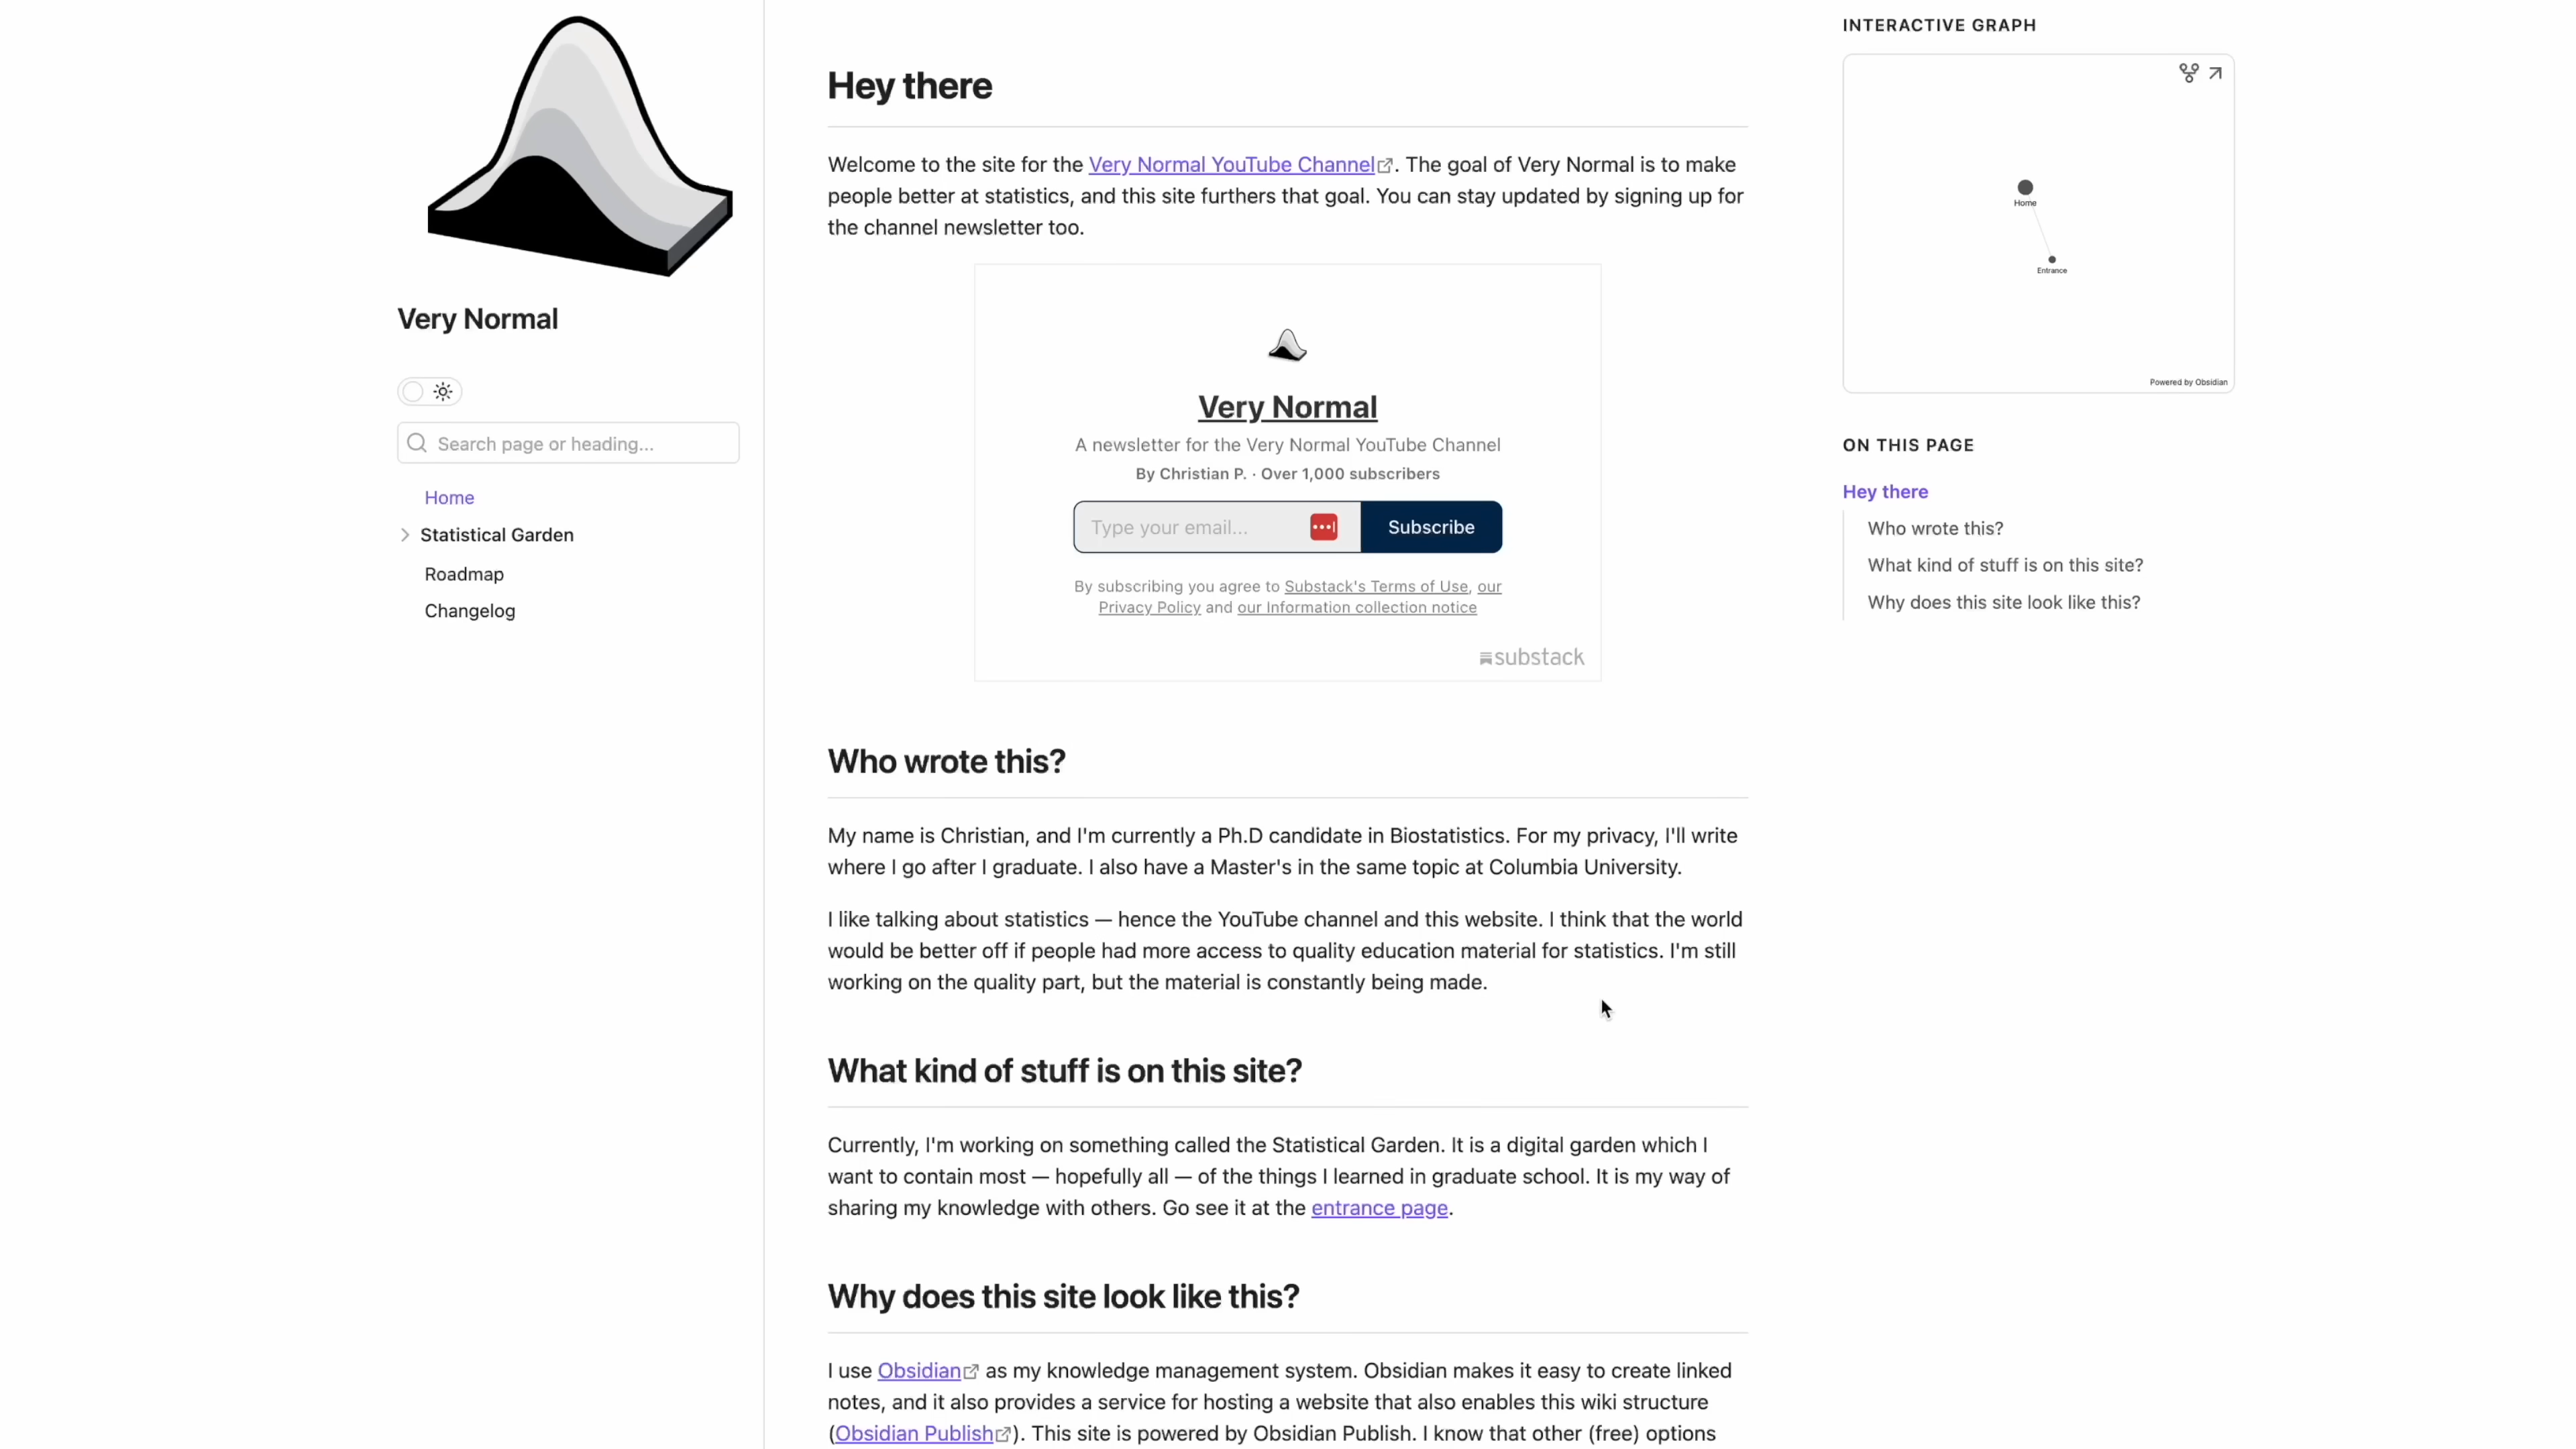 Very Normal
Search page or heading...
Home
Statistical Garden
Roadmap
Changelog
Hey there
Welcome to the site for the Very Normal YouTube Channel. The goal of Very Normal is to make
people better at statistics, and this site furthers that goal. You can stay updated by signing up for
the channel newsletter too.
Very Normal
A newsletter for the Very Normal YouTube Channel
By Christian P. · Over 1,000 subscribers
Type your email...
Subscribe
By subscribing you agree to Substack's Terms of Use, our
Privacy Policy and our Information collection notice
substack
Who wrote this?
My name is Christian, and I'm currently a Ph.D candidate in Biostatistics. For my privacy, I'll write
where I go after I graduate. I also have a Master's in the same topic at Columbia University.
I like talking about statistics — hence the YouTube channel and this website. I think that the world
would be better off if people had more access to quality education material for statistics. I'm still
working on the quality part, but the material is constantly being made.
What kind of stuff is on this site?
Currently, I'm working on something called the Statistical Garden. It is a digital garden which I
want to contain most — hopefully all — of the things I learned in graduate school. It is my way of
sharing my knowledge with others. Go see it at the entrance page.
Why does this site look like this?
I use Obsidian as my knowledge management system. Obsidian makes it easy to create linked
notes, and it also provides a service for hosting a website that also enables this wiki structure
(Obsidian Publish). This site is powered by Obsidian Publish. I know that other (free) options
INTERACTIVE GRAPH
Home
Entrance
Powered by Obsidian
ON THIS PAGE
Hey there
Who wrote this?
What kind of stuff is on this site?
Why does this site look like this?